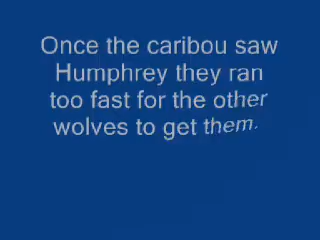 Once the caribou saw
Humphrey they ran
too fast for the other
wolves to get them.